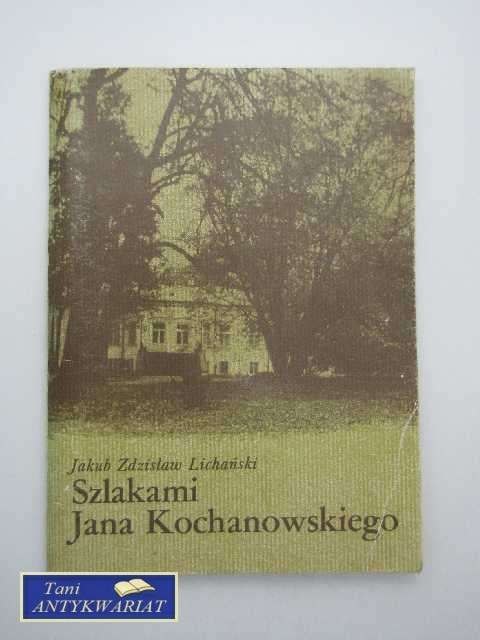 Jakub Zdzisław Lichański
Szlakami
Jana Kochanowskiego
Tani
ANTYKWARIAT